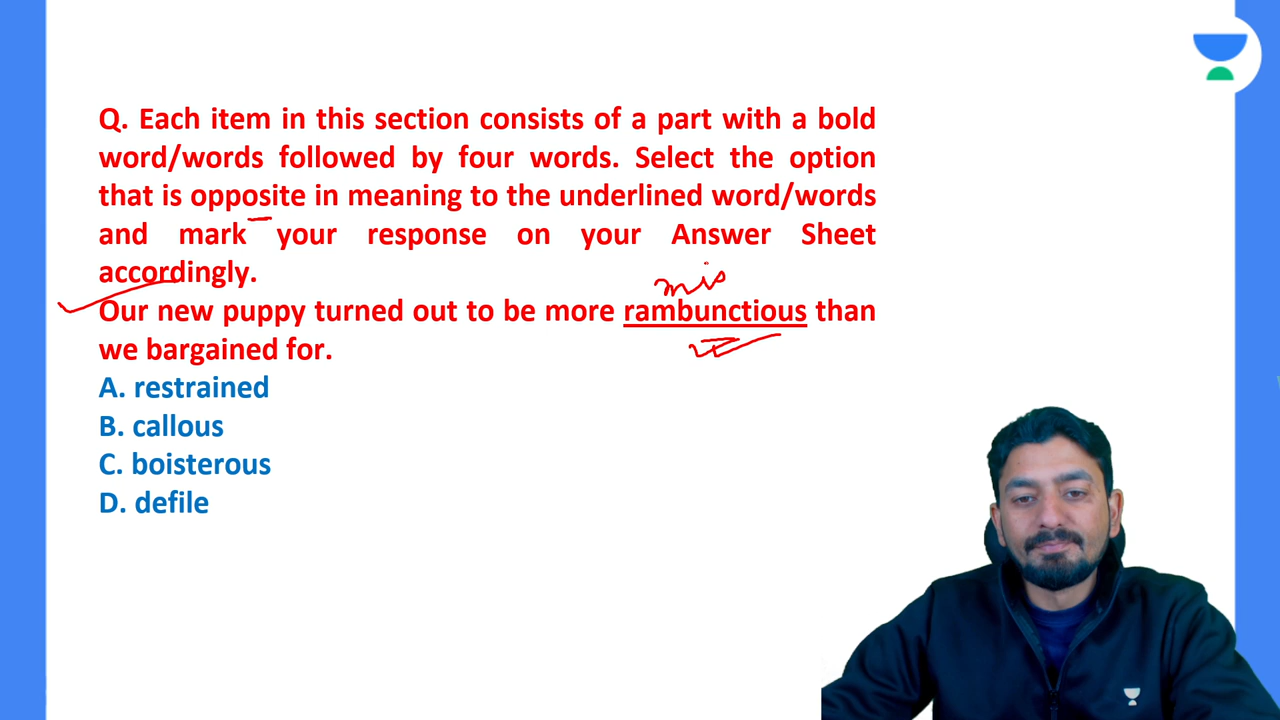 Q. Each item in this section consists of a part with a bold
word/words followed by four words. Select the option
that is opposite in meaning to the underlined word/words
and mark your response on your Answer Sheet
accordingly.
mis
Our new puppy turned out to be more rambunctious than
we bargained for.
A. restrained
B. callous
C. boisterous
D. defile